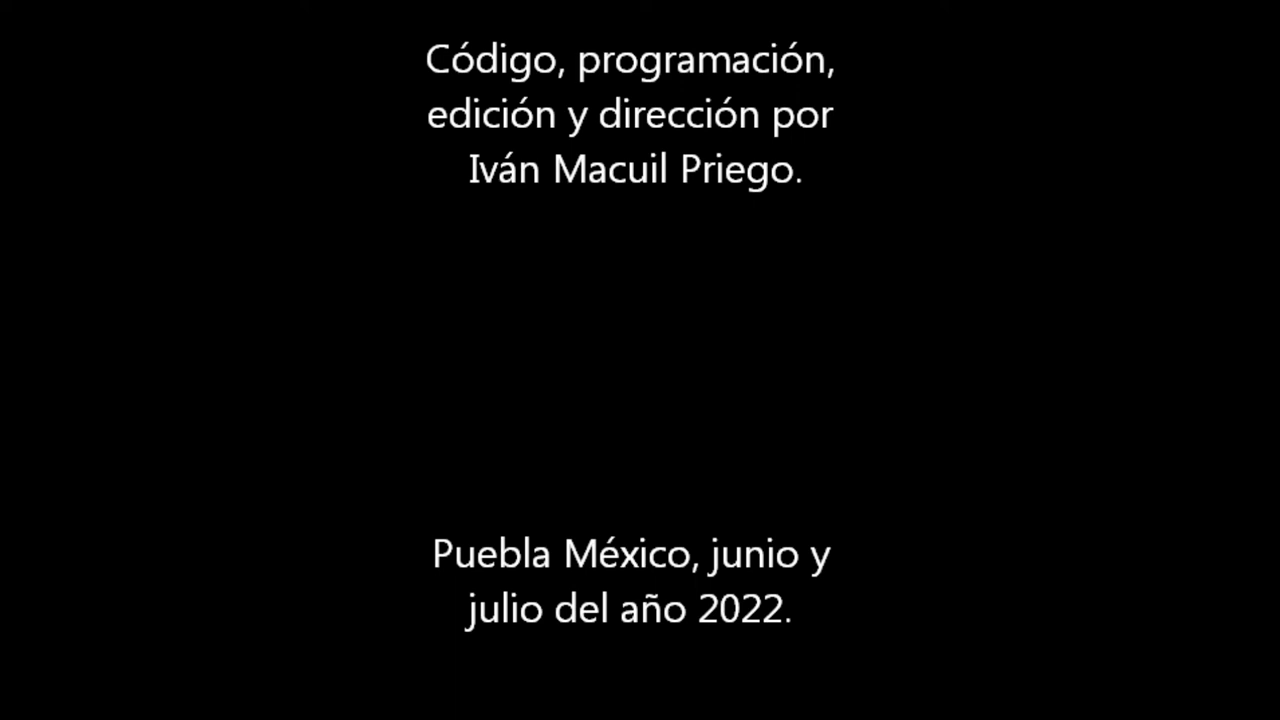 Código, programación,
edición y dirección por
Iván Macuil Priego.
Puebla México, junio y
julio del año 2022.